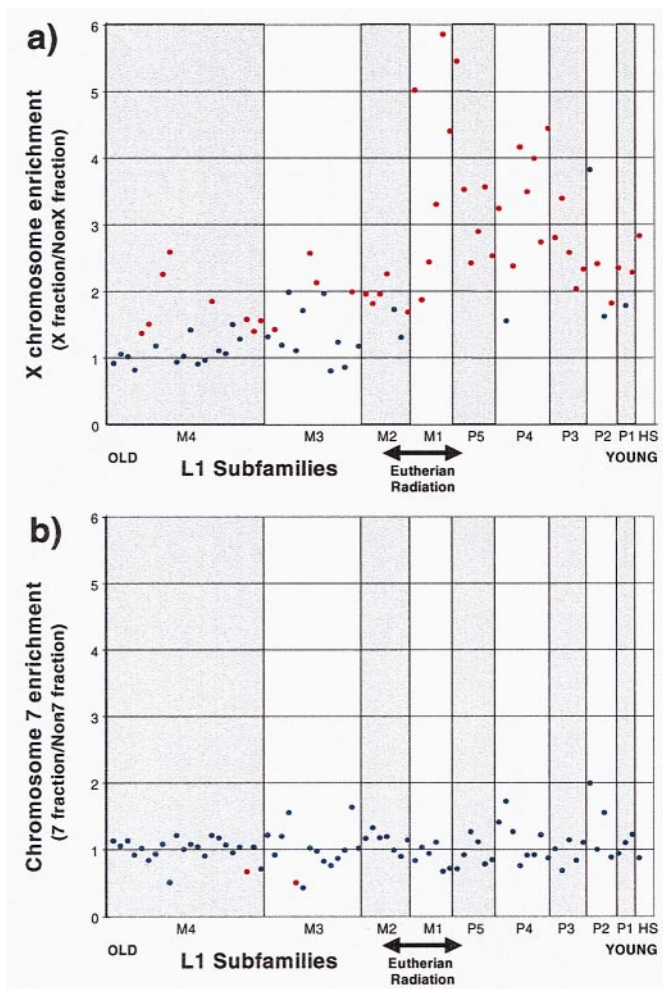 a)
X chromosome enrichment
(X fraction/NonX fraction)
6
5
4
3
2
1
0
M4 M3 M2 M1 P5 P4 P3 P2 P1 HS
OLD
L1 Subfamilies
Eutherian
Radiation
YOUNG
b)
Chromosome 7 enrichment
(7 fraction/Non7 fraction)
6
5
4
3
2
1
0
M4 M3 M2 M1 P5 P4 P3 P2 P1 HS
OLD
L1 Subfamilies
Eutherian
Radiation
YOUNG